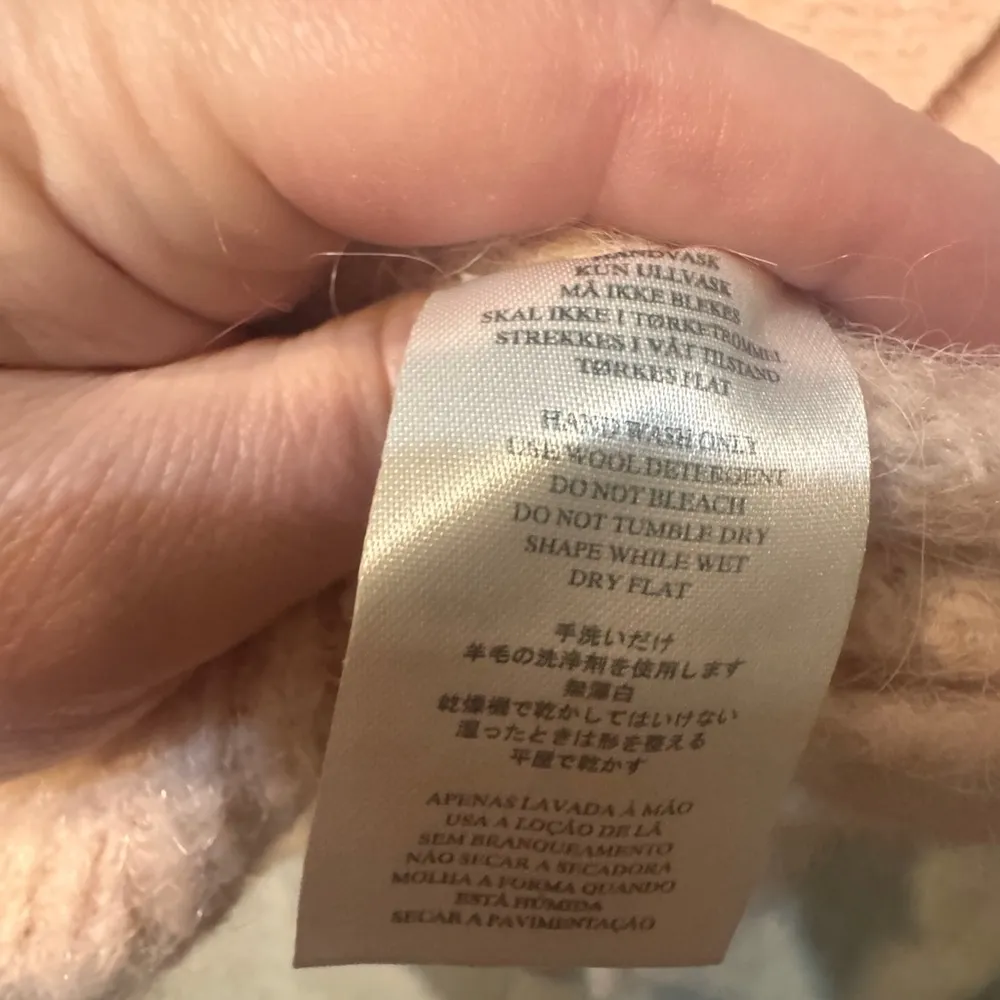 HANDVASK
KUN ULLVASK
MÅ IKKE BLEKES
SKAL IKKE I TØRKETROMMEL
STREKKES I VÅT TILSTAND
TØRKES FLAT
HAND WASH ONLY
USE WOOL DETERGENT
DO NOT BLEACH
DO NOT TUMBLE DRY
SHAPE WHILE WET
DRY FLAT
手洗いだけ
羊毛の洗浄剤を使用します
無漂白
乾燥機で乾かしてはいけない
湿ったときは形を整える
平屋で乾かす
APENAS LAVADA À MÃO
USA A LOÇÃO DE LÃ
SEM BRANQUEAMENTO
NÃO SECAR A SECADORA
MOLHA A FORMA QUANDO
ESTÁ HÚMIDA
SECAR A PAVIMENTAÇÃO